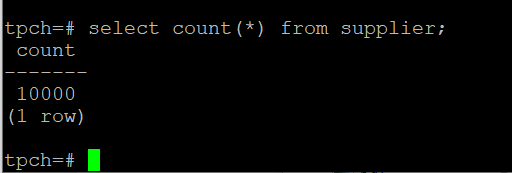 tpch=# select count(*) from supplier;
count
-------
10000
(1 row)
tpch=#